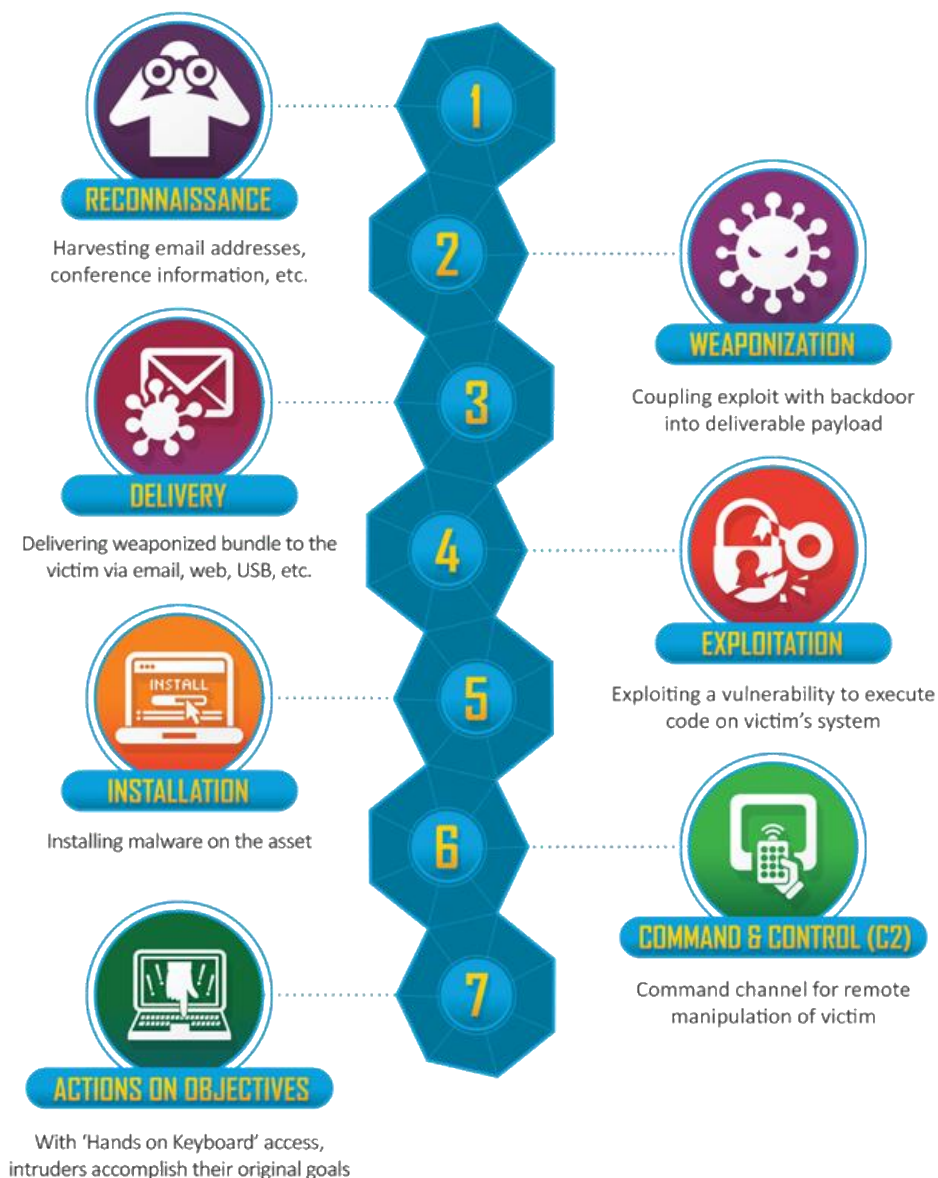 1
RECONNAISSANCE
Harvesting email addresses,
conference information, etc.
2
WEAPONIZATION
Coupling exploit with backdoor
into deliverable payload
3
DELIVERY
Delivering weaponized bundle to the
victim via email, web, USB, etc.
4
EXPLOITATION
Exploiting a vulnerability to execute
code on victim's system
5
INSTALL
INSTALLATION
Installing malware on the asset
6
COMMAND & CONTROL (C2)
Command channel for remote
manipulation of victim
7
ACTIONS ON OBJECTIVES
With 'Hands on Keyboard' access,
intruders accomplish their original goals